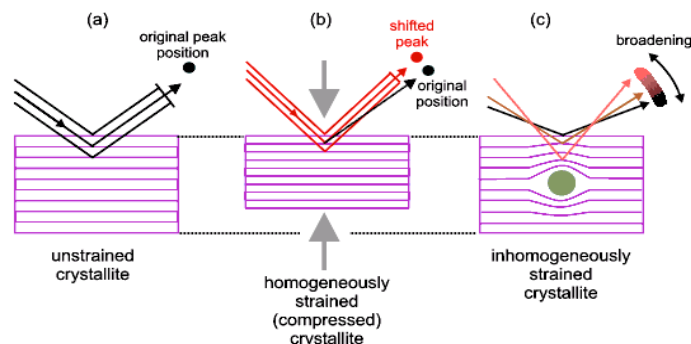 (a)
original peak
position
unstrained
crystallite
(b)
shifted
peak
original
position
homogeneously
strained
(compressed)
crystallite
(c)
broadening
inhomogeneously
strained
crystallite